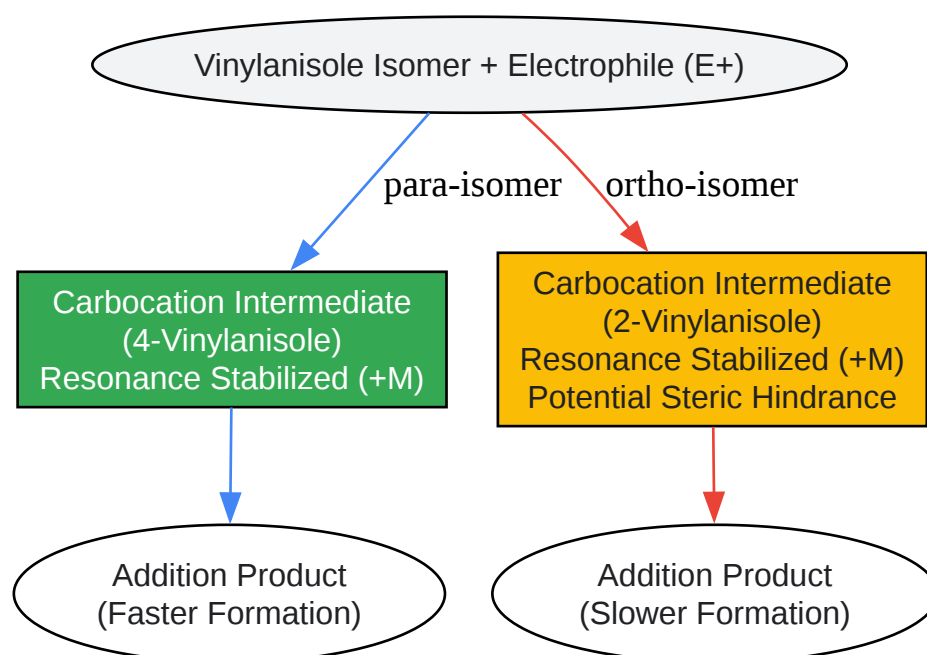 Vinylanisole Isomer + Electrophile (E+)
para-isomer
ortho-isomer
Carbocation Intermediate
(4-Vinylanisole)
Resonance Stabilized (+M)
Carbocation Intermediate
(2-Vinylanisole)
Resonance Stabilized (+M)
Potential Steric Hindrance
Addition Product
(Faster Formation)
Addition Product
(Slower Formation)